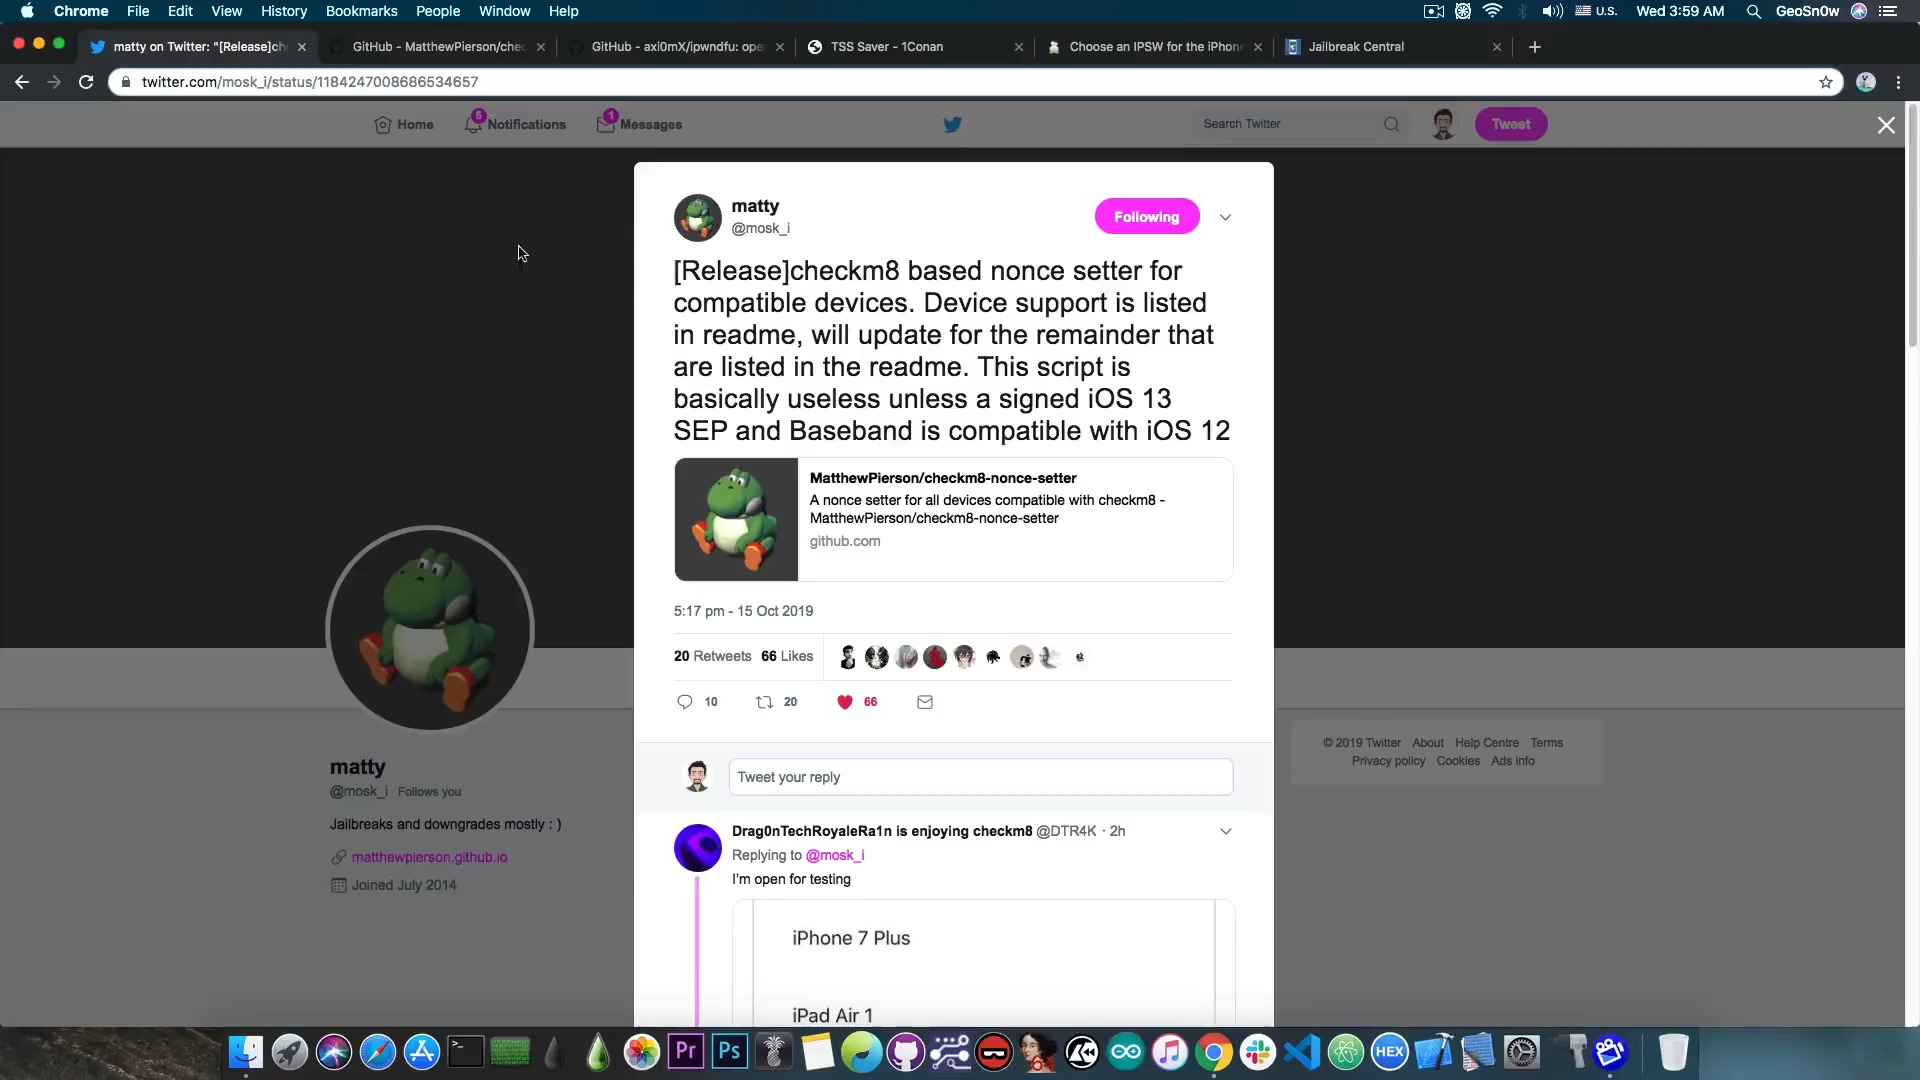 Chrome File Edit View History Bookmarks People Window Help U.S. Wed 3:59 AM GeoSn0w
matty on Twitter: "[Release]ch GitHub - MatthewPierson/chec GitHub - axi0mX/ipwndfu: ope TSS Saver - 1Conan Choose an IPSW for the iPhon Jailbreak Central
twitter.com/mosk_i/status/1184247008686534657
Home 5 Notifications 1 Messages Search Twitter Tweet
matty
@mosk_i
Following
[Release]checkm8 based nonce setter for
compatible devices. Device support is listed
in readme, will update for the remainder that
are listed in the readme. This script is
basically useless unless a signed iOS 13
SEP and Baseband is compatible with iOS 12
MatthewPierson/checkm8-nonce-setter
A nonce setter for all devices compatible with checkm8 -
MatthewPierson/checkm8-nonce-setter
github.com
5:17 pm - 15 Oct 2019
20 Retweets 66 Likes
10 20 66
Tweet your reply
Drag0nTechRoyaleRa1n is enjoying checkm8 @DTR4K · 2h
Replying to @mosk_i
I'm open for testing
iPhone 7 Plus
iPad Air 1
matty
@mosk_i Follows you
Jailbreaks and downgrades mostly : )
matthewpierson.github.io
Joined July 2014
© 2019 Twitter About Help Centre Terms
Privacy policy Cookies Ads info
Pr Ps HEX